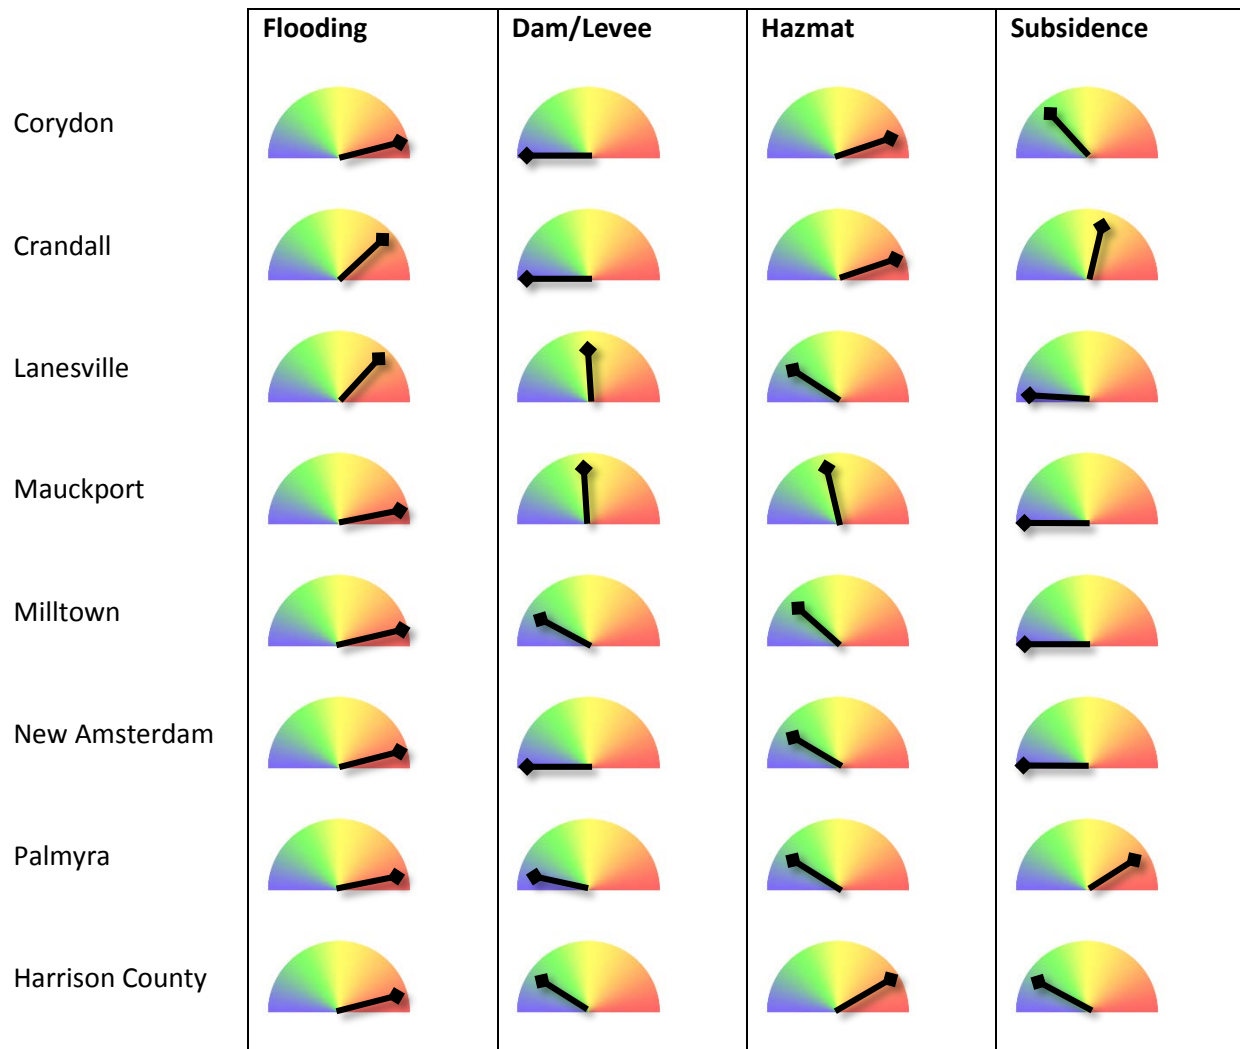 Flooding Dam/Levee Hazmat Subsidence
Corydon
Crandall
Lanesville
Mauckport
Milltown
New Amsterdam
Palmyra
Harrison County